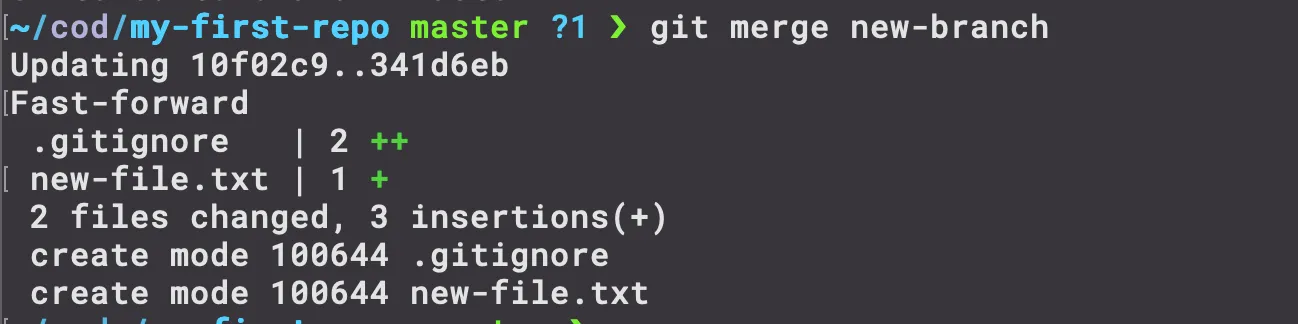 ~/cod/my-first-repo master ?1 ❯ git merge new-branch
Updating 10f02c9..341d6eb
Fast-forward
 .gitignore   | 2 ++
 new-file.txt | 1 +
 2 files changed, 3 insertions(+)
 create mode 100644 .gitignore
 create mode 100644 new-file.txt